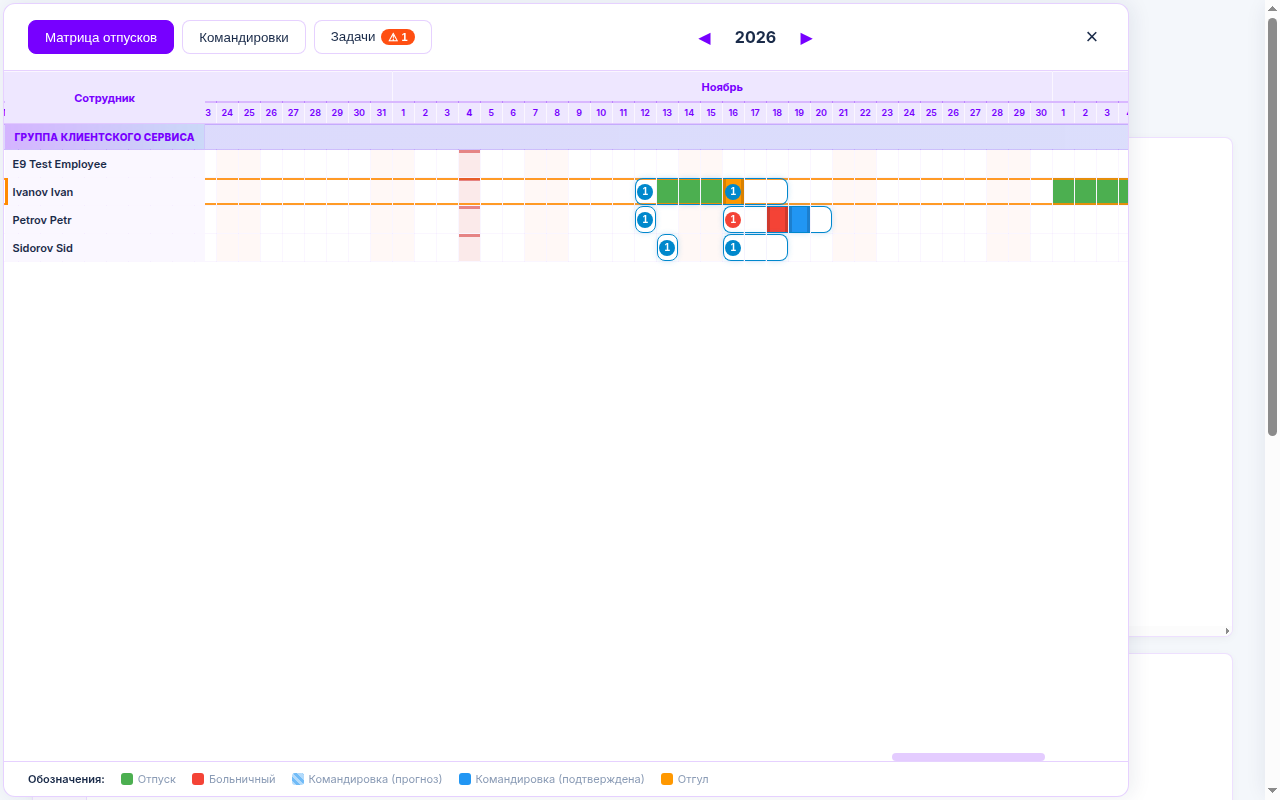 Матрица отпусков Командировки Задачи ⚠ 1 ◀ 2026 ▶ ×
Сотрудник Ноябрь
3 24 25 26 27 28 29 30 31 1 2 3 4 5 6 7 8 9 10 11 12 13 14 15 16 17 18 19 20 21 22 23 24 25 26 27 28 29 30 1 2 3
ГРУППА КЛИЕНТСКОГО СЕРВИСА
E9 Test Employee
Ivanov Ivan 1 1
Petrov Petr 1 1
Sidorov Sid 1 1
Обозначения: Отпуск Больничный Командировка (прогноз) Командировка (подтверждена) Отгул